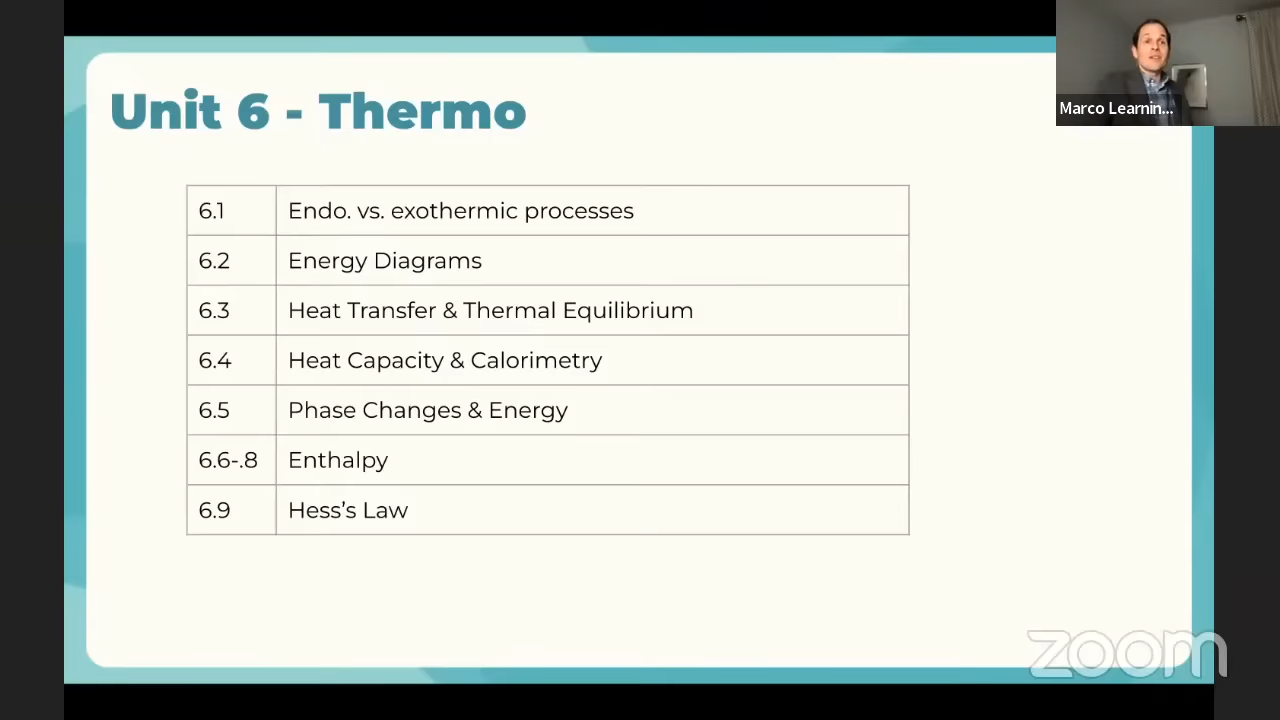 Unit 6 - Thermo
Marco Learnin...
6.1 Endo. vs. exothermic processes
6.2 Energy Diagrams
6.3 Heat Transfer & Thermal Equilibrium
6.4 Heat Capacity & Calorimetry
6.5 Phase Changes & Energy
6.6-.8 Enthalpy
6.9 Hess’s Law
zoom